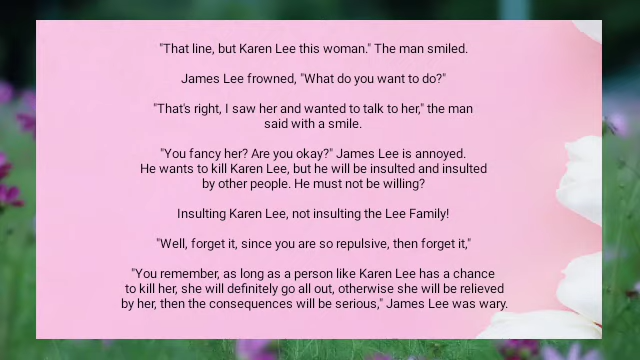 "That line, but Karen Lee this woman." The man smiled.
James Lee frowned, "What do you want to do?"
"That's right, I saw her and wanted to talk to her," the man
said with a smile.
"You fancy her? Are you okay?" James Lee is annoyed.
He wants to kill Karen Lee, but he will be insulted and insulted
by other people. He must not be willing?
Insulting Karen Lee, not insulting the Lee Family!
"Well, forget it, since you are so repulsive, then forget it,"
"You remember, as long as a person like Karen Lee has a chance
to kill her, she will definitely go all out, otherwise she will be relieved
by her, then the consequences will be serious," James Lee was wary.